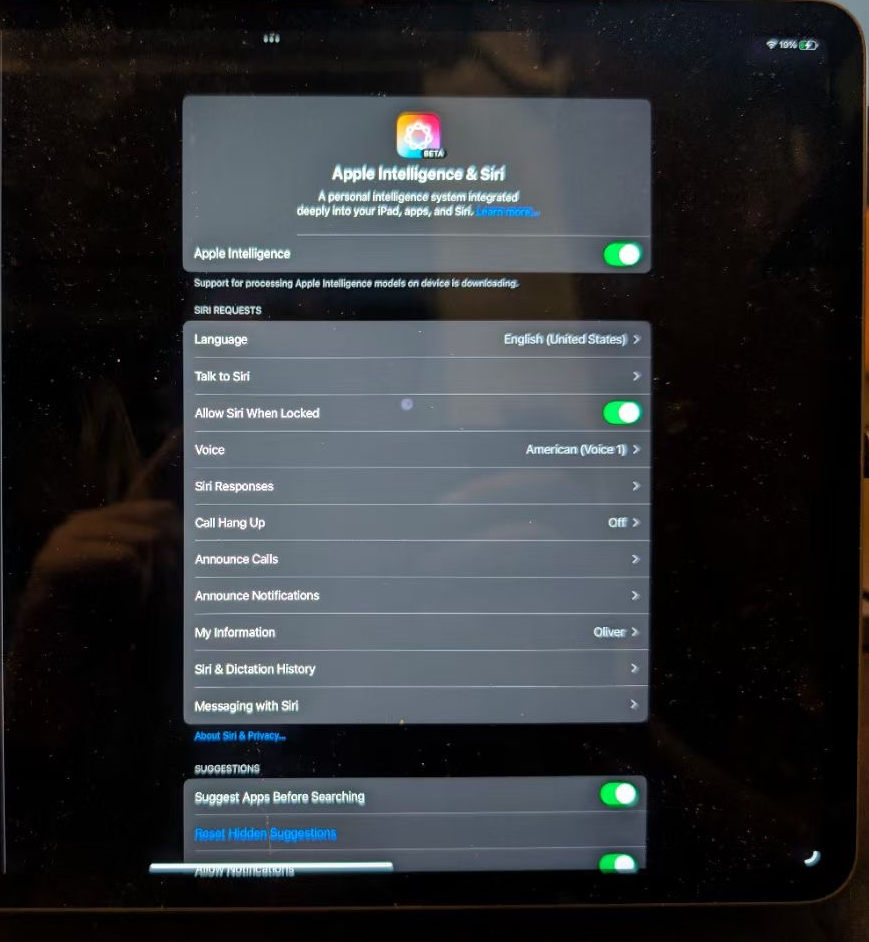 19%
BETA
Apple Intelligence & Siri
A personal intelligence system integrated
deeply into your iPad, apps, and Siri. Learn more...
Apple Intelligence
Support for processing Apple Intelligence models on device is downloading.
SIRI REQUESTS
Language English (United States)
Talk to Siri
Allow Siri When Locked
Voice American (Voice 1)
Siri Responses
Call Hang Up Off
Announce Calls
Announce Notifications
My Information Oliver
Siri & Dictation History
Messaging with Siri
About Siri & Privacy...
SUGGESTIONS
Suggest Apps Before Searching
Reset Hidden Suggestions
Allow Notifications